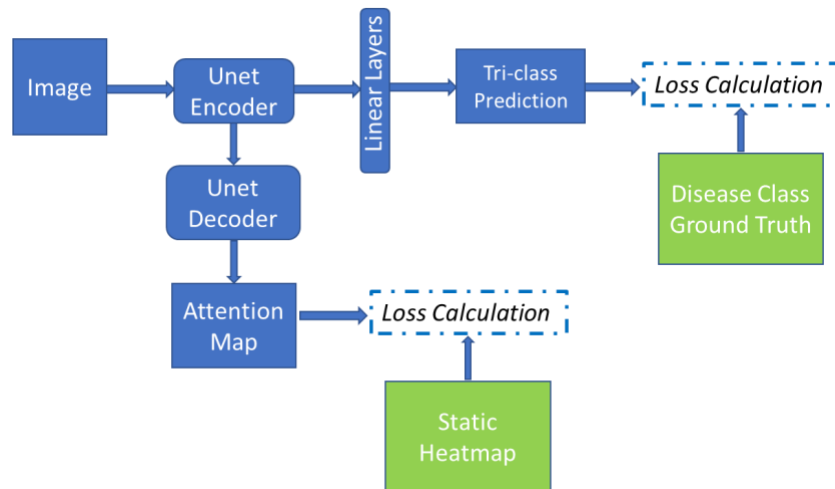 Image
Unet
Encoder
Linear Layers
Tri-class
Prediction
Loss Calculation
Unet
Decoder
Disease Class
Ground Truth
Attention
Map
Loss Calculation
Static
Heatmap